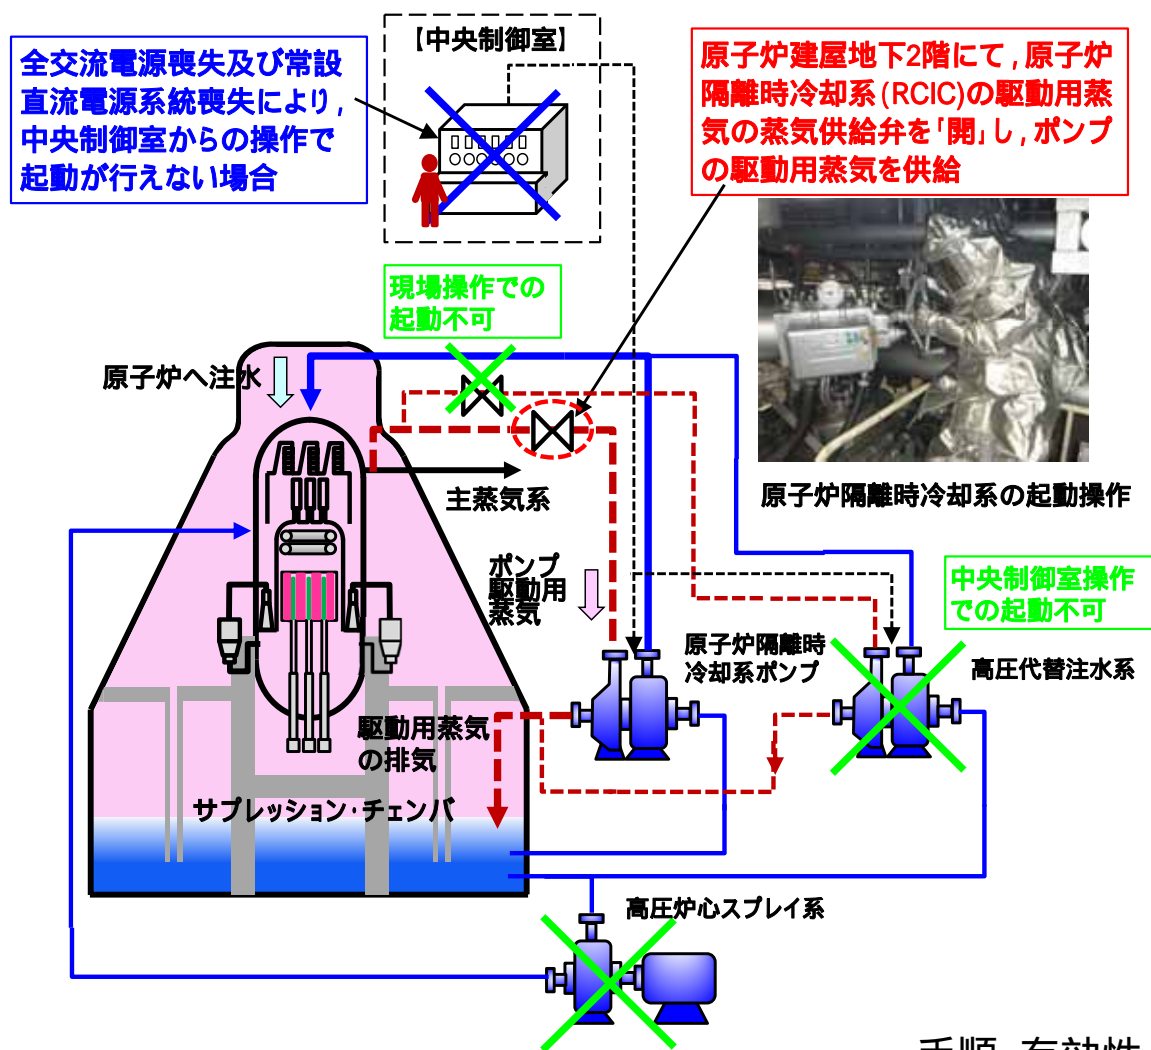 【中央制御室】
全交流電源喪失及び常設
直流電源系統喪失により,
中央制御室からの操作で
起動が行えない場合
原子炉建屋地下2階にて,原子炉
隔離時冷却系(RCIC)の駆動用蒸
気の蒸気供給弁を「開」し,ポンプ
の駆動用蒸気を供給
現場操作での
起動不可
原子炉へ注水
主蒸気系
原子炉隔離時冷却系の起動操作
ポンプ
駆動用
蒸気
中央制御室操作
での起動不可
原子炉隔離時
冷却系ポンプ
高圧代替注水系
駆動用蒸気
の排気
サプレッション・チェンバ
高圧炉心スプレイ系